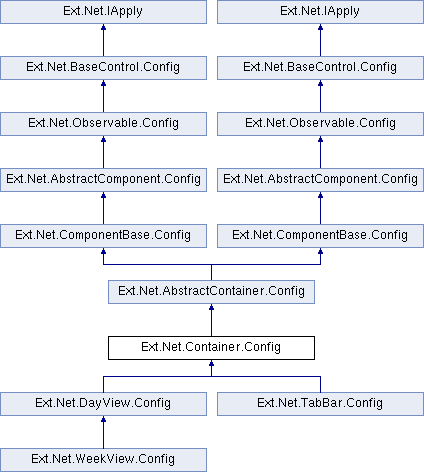 Ext.Net.IApply
Ext.Net.IApply
Ext.Net.BaseControl.Config
Ext.Net.BaseControl.Config
Ext.Net.Observable.Config
Ext.Net.Observable.Config
Ext.Net.AbstractComponent.Config
Ext.Net.AbstractComponent.Config
Ext.Net.ComponentBase.Config
Ext.Net.ComponentBase.Config
Ext.Net.AbstractContainer.Config
Ext.Net.Container.Config
Ext.Net.DayView.Config
Ext.Net.TabBar.Config
Ext.Net.WeekView.Config